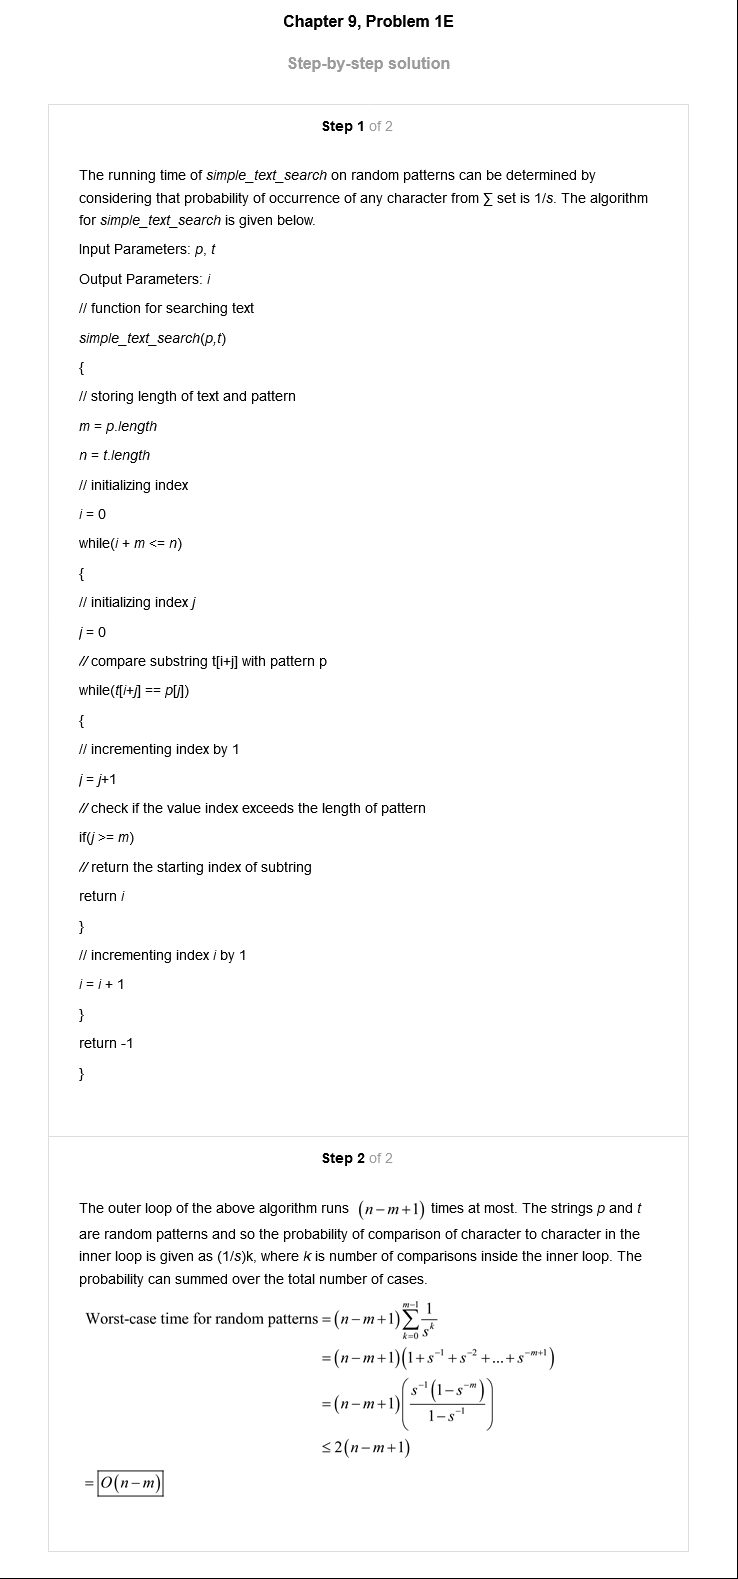 Chapter 9, Problem 1E
Step-by-step solution
Step 1 of 2
The running time of simple_text_search on random patterns can be determined by
considering that probability of occurrence of any character from ∑ set is 1/s. The algorithm
for simple_text_search is given below.
Input Parameters: p, t
Output Parameters: i
// function for searching text
simple_text_search(p,t)
{
// storing length of text and pattern
m = p.length
n = t.length
// initializing index
i = 0
while(i + m <= n)
{
// initializing index j
j = 0
// compare substring t[i+j] with pattern p
while(t[i+j] == p[j])
{
// incrementing index by 1
j = j+1
// check if the value index exceeds the length of pattern
if(j >= m)
// return the starting index of subtring
return i
}
// incrementing index i by 1
i = i + 1
}
return -1
}
Step 2 of 2
The outer loop of the above algorithm runs (n−m+1) times at most. The strings p and t
are random patterns and so the probability of comparison of character to character in the
inner loop is given as (1/s)k, where k is number of comparisons inside the inner loop. The
probability can summed over the total number of cases.
Worst-case time for random patterns = (n−m+1) ∑_{k=0}^{m−1} 1/s^k
= (n−m+1)(1+s^{−1}+s^{−2}+...+s^{−m+1})
= (n−m+1)(s^{−1}(1−s^{−m})/(1−s^{−1}))
≤ 2(n−m+1)
= O(n−m)